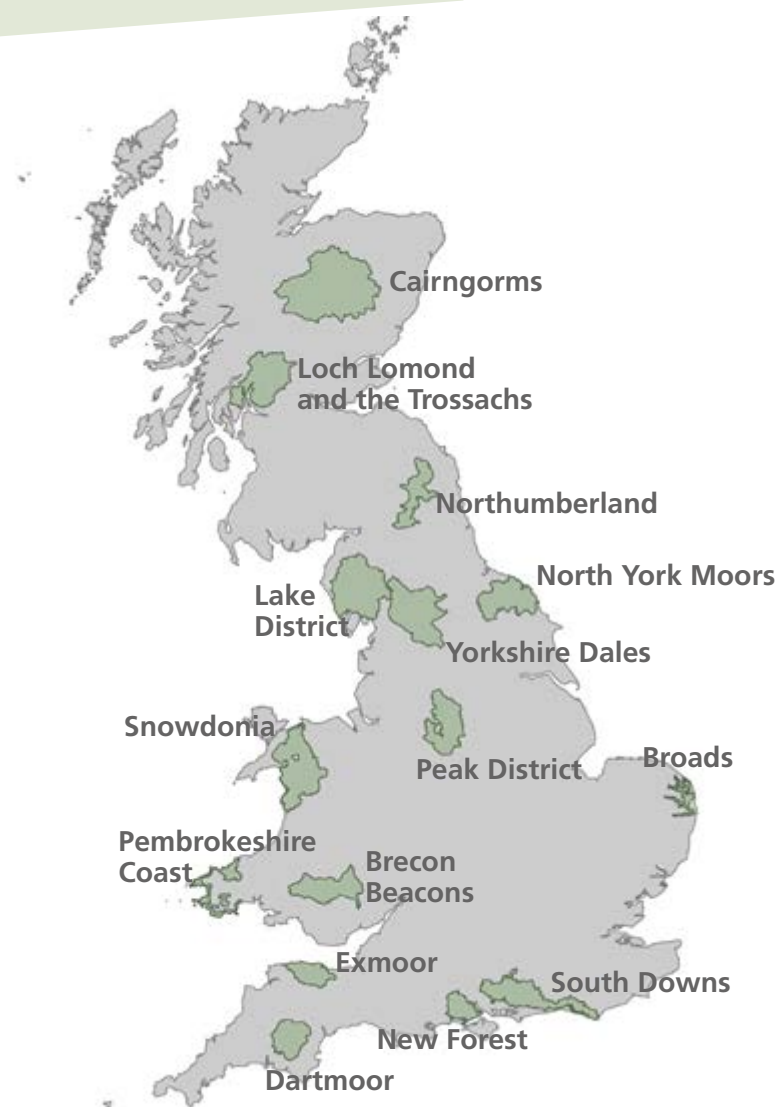 Cairngorms
Loch Lomond
and the Trossachs
Northumberland
North York Moors
Lake
District
Yorkshire Dales
Snowdonia
Peak District
Broads
Pembrokeshire
Coast
Brecon
Beacons
Exmoor
South Downs
New Forest
Dartmoor